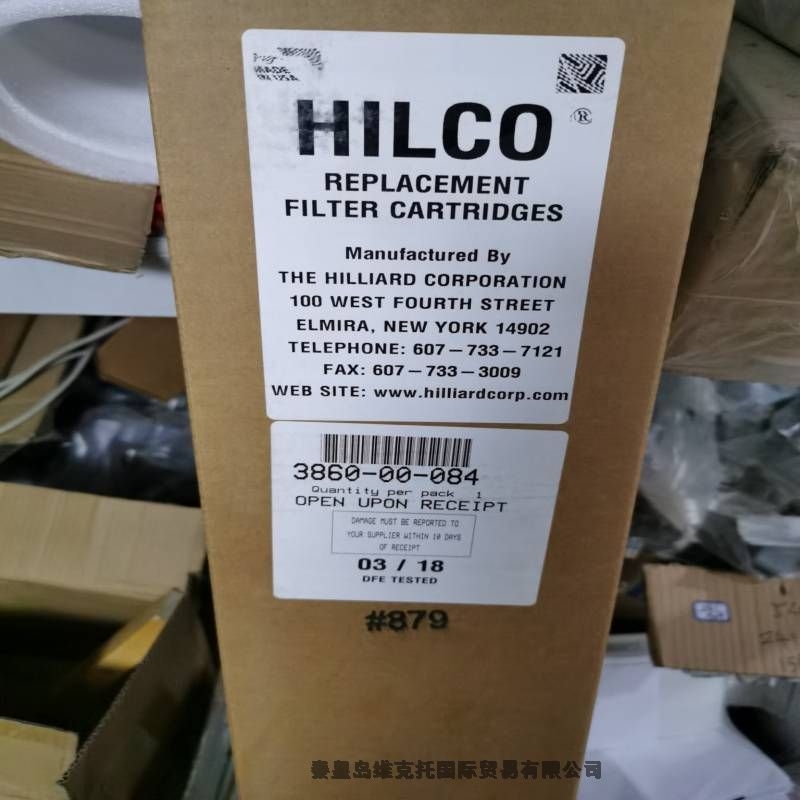 MADE
IN USA
HILCO®
REPLACEMENT
FILTER CARTRIDGES
Manufactured By
THE HILLIARD CORPORATION
100 WEST FOURTH STREET
ELMIRA, NEW YORK 14902
TELEPHONE: 607-733-7121
FAX: 607-733-3009
WEB SITE: www.hilliardcorp.com
3860-00-084
Quantity per pack 1
OPEN UPON RECEIPT
DAMAGE MUST BE REPORTED TO
YOUR SUPPLIER WITHIN 10 DAYS
OF RECEIPT
03 / 18
DFE TESTED
#879
秦皇岛维克托国际贸易有限公司